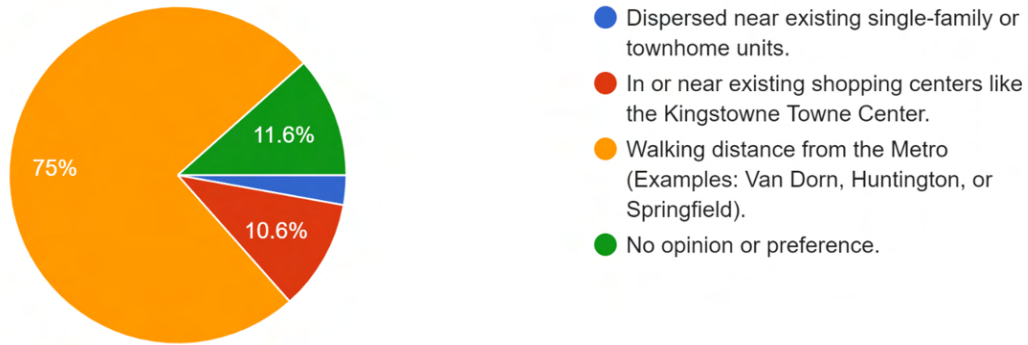 75%
11.6%
10.6%
Dispersed near existing single-family or
townhome units.
In or near existing shopping centers like
the Kingstowne Towne Center.
Walking distance from the Metro
(Examples: Van Dorn, Huntington, or
Springfield).
No opinion or preference.